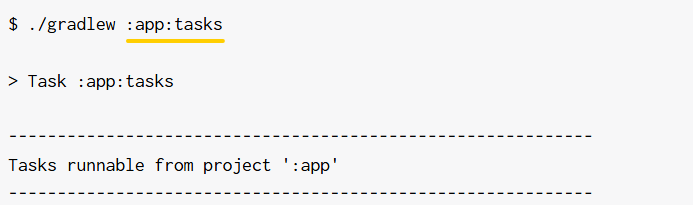 $ ./gradlew :app:tasks
> Task :app:tasks
------------------------------------------------------------
Tasks runnable from project ':app'
------------------------------------------------------------